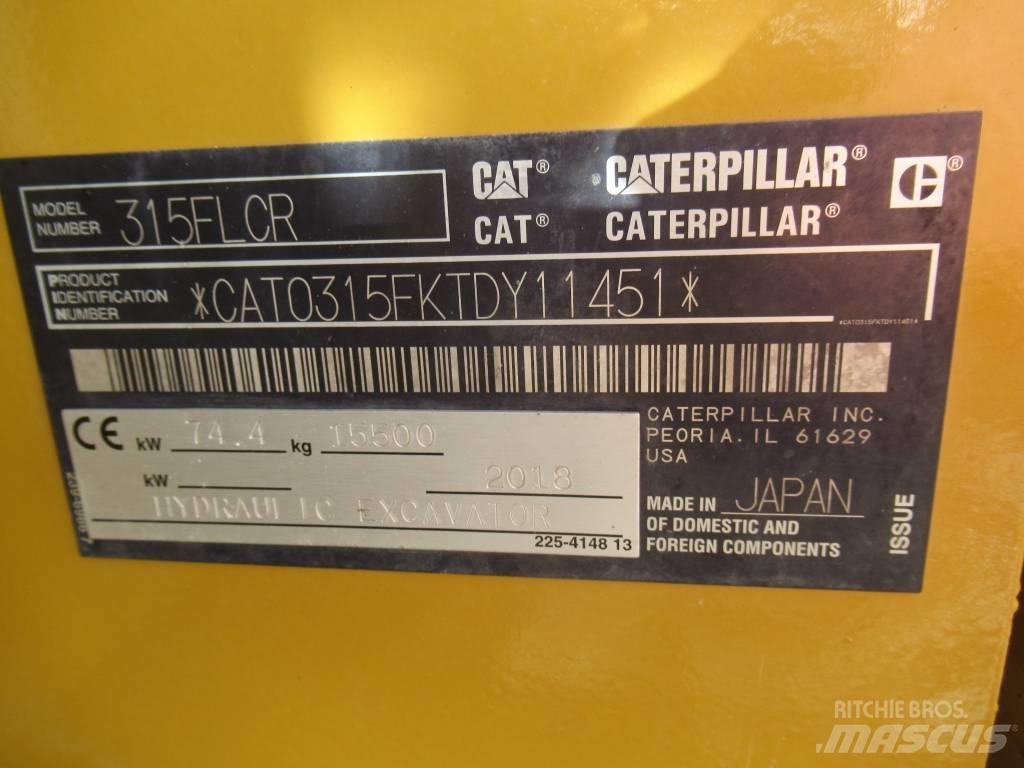 MODEL NUMBER 315FLCR
CAT® CATERPILLAR®
CAT® CATERPILLAR®
PRODUCT IDENTIFICATION NUMBER *CAT0315FKTDY11451*
*CAT0315FKTDY11451*
CE kW 74.4 kg 15500
kW 2018
HYDRAULIC EXCAVATOR
225-4148 13
CATERPILLAR INC.
PEORIA. IL 61629
USA
MADE IN JAPAN
OF DOMESTIC AND
FOREIGN COMPONENTS
ISSUE
RITCHIE BROS.
MASCUS